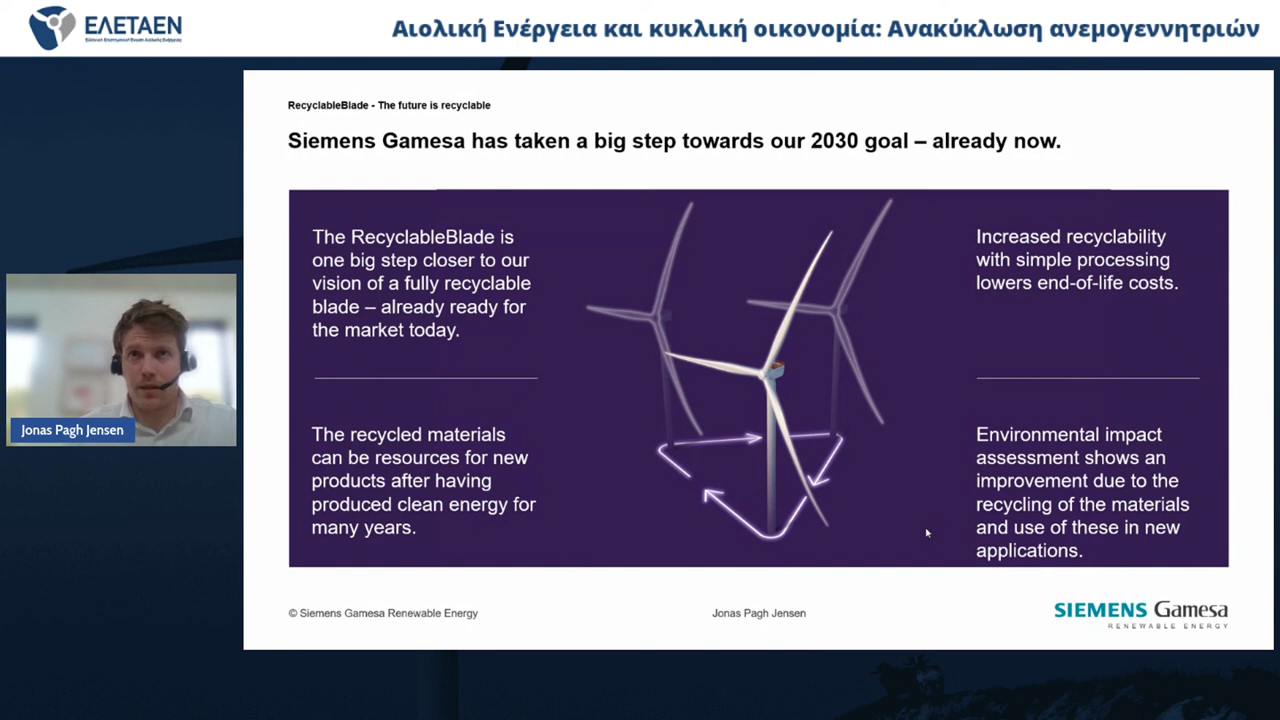 ΕΛΕΤΑΕΝ
Ελληνική Επιστημονική Ένωση Αιολικής Ενέργειας
Αιολική Ενέργεια και κυκλική οικονομία: Ανακύκλωση ανεμογεννητριών
RecyclableBlade - The future is recyclable
Siemens Gamesa has taken a big step towards our 2030 goal – already now.
The RecyclableBlade is
one big step closer to our
vision of a fully recyclable
blade – already ready for
the market today.
The recycled materials
can be resources for new
products after having
produced clean energy for
many years.
Increased recyclability
with simple processing
lowers end-of-life costs.
Environmental impact
assessment shows an
improvement due to the
recycling of the materials
and use of these in new
applications.
Jonas Pagh Jensen
© Siemens Gamesa Renewable Energy
Jonas Pagh Jensen
SIEMENS Gamesa
RENEWABLE ENERGY